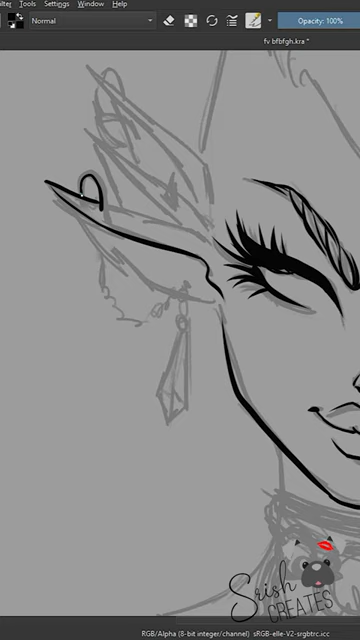 Tools Settings Window Help
Normal
Opacity: 100%
fv bfbfgh.kra *
Srish
CREATES
RGB/Alpha (8-bit integer/channel) sRGB-elle-V2-srgbtrc.icc